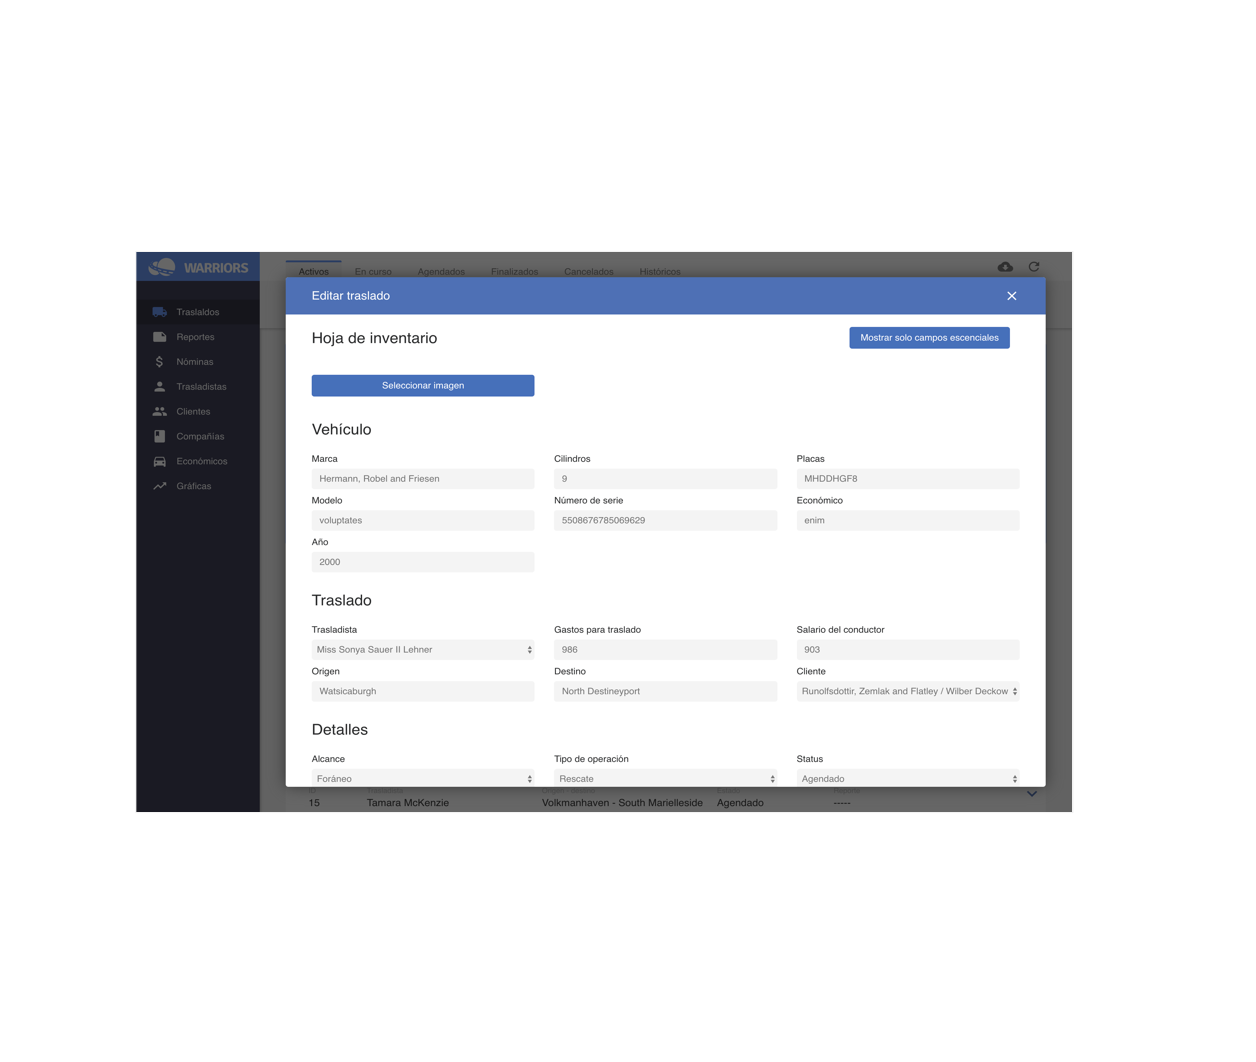 WARRIORS
Activos En curso Agendados Finalizados Cancelados Históricos
Editar traslado
Traslaldos
Reportes
Nóminas
Trasladistas
Clientes
Compañías
Económicos
Gráficas
Hoja de inventario
Mostrar solo campos escenciales
Seleccionar imagen
Vehículo
Marca Cilindros Placas
Hermann, Robel and Friesen 9 MHDDHGF8
Modelo Número de serie Económico
voluptates 5508676785069629 enim
Año
2000
Traslado
Trasladista Gastos para traslado Salario del conductor
Miss Sonya Sauer II Lehner 986 903
Origen Destino Cliente
Watsicaburgh North Destineyport Runolfsdottir, Zemlak and Flatley / Wilber Deckow
Detalles
Alcance Tipo de operación Status
Foráneo Rescate Agendado
15 Tamara McKenzie Volkmanhaven - South Marielleside Agendado -----